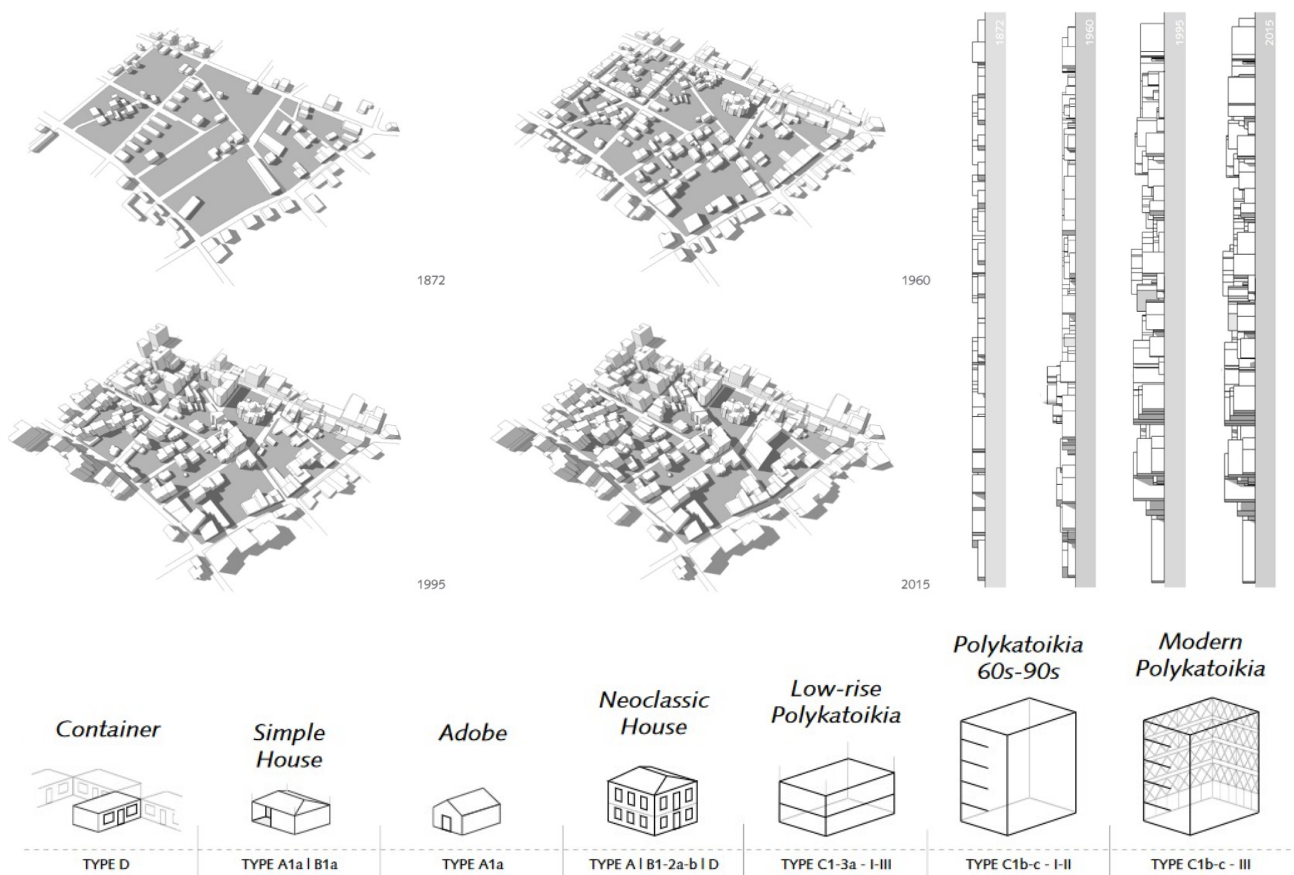 1872
1960
1995
2015
1872
1960
1995
2015
Container
Simple
House
Adobe
Neoclassic
House
Low-rise
Polykatoikia
Polykatoikia
60s-90s
Modern
Polykatoikia
TYPE D
TYPE A1a | B1a
TYPE A1a
TYPE A | B1-2a-b | D
TYPE C1-3a - I-III
TYPE C1b-c - I-II
TYPE C1b-c - III